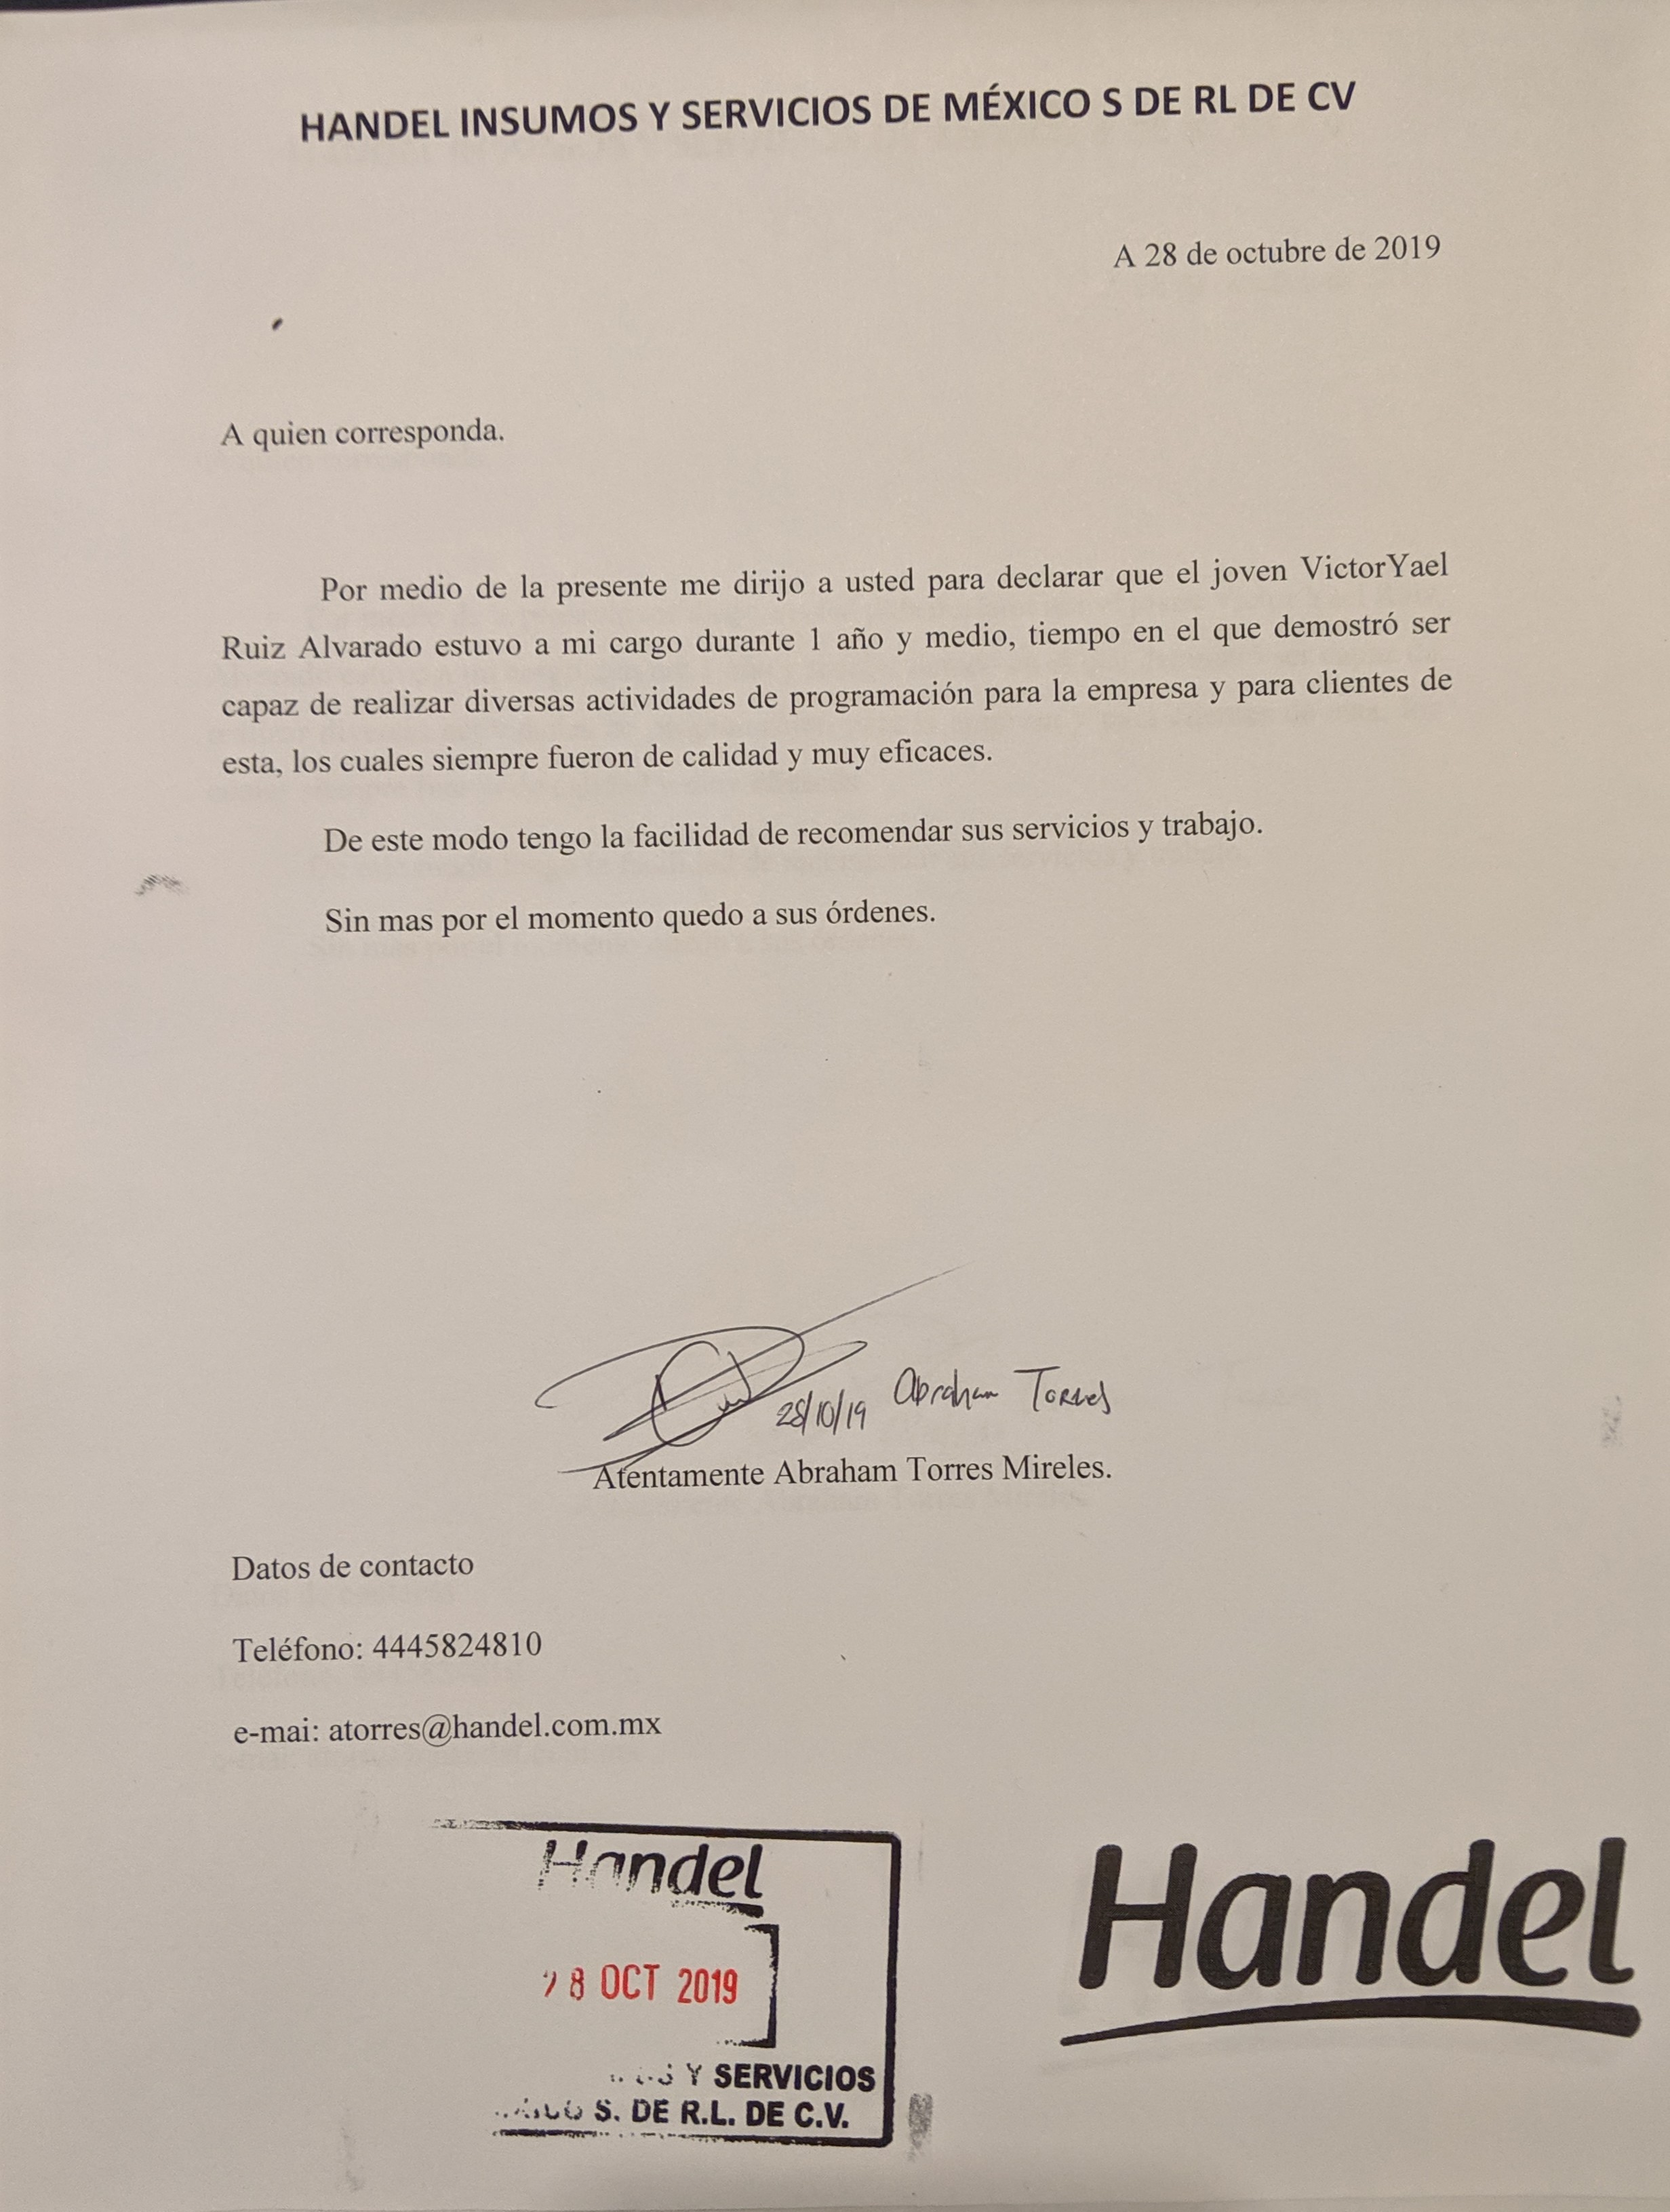 HANDEL INSUMOS Y SERVICIOS DE MÉXICO S DE RL DE CV
A 28 de octubre de 2019
A quien corresponda.
Por medio de la presente me dirijo a usted para declarar que el joven VictorYael
Ruiz Alvarado estuvo a mi cargo durante 1 año y medio, tiempo en el que demostró ser
capaz de realizar diversas actividades de programación para la empresa y para clientes de
esta, los cuales siempre fueron de calidad y muy eficaces.
De este modo tengo la facilidad de recomendar sus servicios y trabajo.
Sin mas por el momento quedo a sus órdenes.
28/10/19 Abraham Torres
Atentamente Abraham Torres Mireles.
Datos de contacto
Teléfono: 4445824810
e-mai: atorres@handel.com.mx
Handel
28 OCT 2019
Y SERVICIOS
S. DE R.L. DE C.V.
Handel